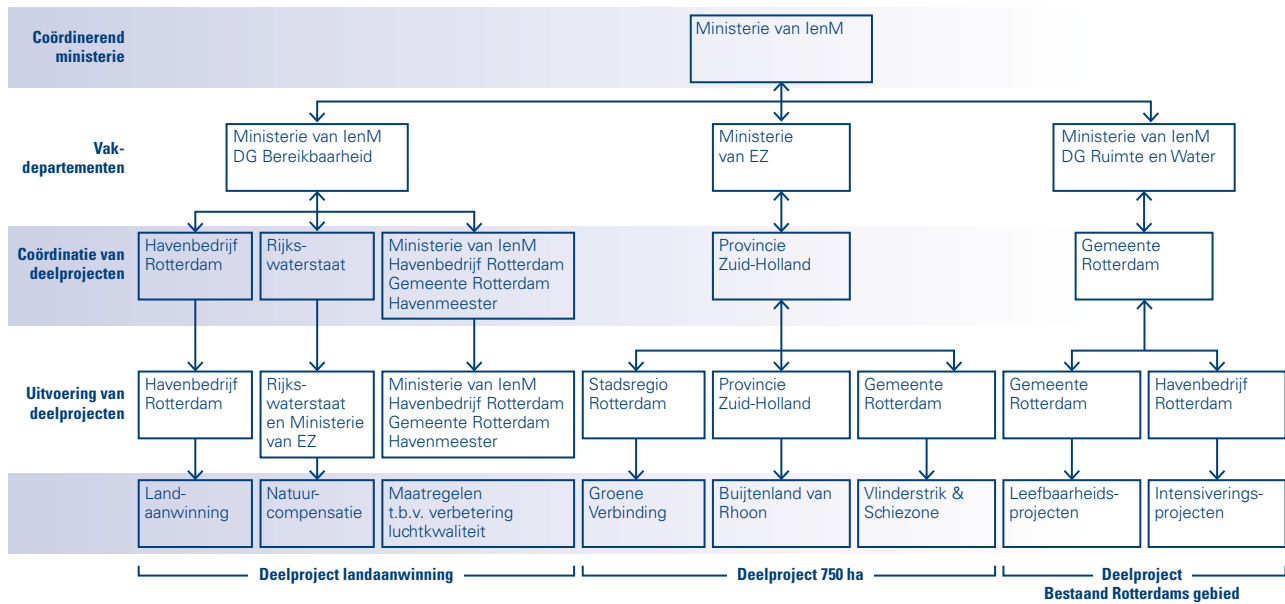 Coördinerend
ministerie
Ministerie van IenM
Vak-
departementen
Ministerie van IenM
DG Bereikbaarheid
Ministerie
van EZ
Ministerie van IenM
DG Ruimte en Water
Coördinatie van
deelprojecten
Havenbedrijf
Rotterdam
Rijks-
waterstaat
Ministerie van IenM
Havenbedrijf Rotterdam
Gemeente Rotterdam
Havenmeester
Provincie
Zuid-Holland
Gemeente
Rotterdam
Uitvoering van
deelprojecten
Havenbedrijf
Rotterdam
Rijks-
waterstaat
en Ministerie
van EZ
Ministerie van IenM
Havenbedrijf Rotterdam
Gemeente Rotterdam
Havenmeester
Stadsregio
Rotterdam
Provincie
Zuid-Holland
Gemeente
Rotterdam
Gemeente
Rotterdam
Havenbedrijf
Rotterdam
Land-
aanwinning
Natuur-
compensatie
Maatregelen
t.b.v. verbetering
luchtkwaliteit
Groene
Verbinding
Buijtenland van
Rhoon
Vlinderstrik &
Schiezone
Leefbaarheids-
projecten
Intensiverings-
projecten
Deelproject landaanwinning
Deelproject 750 ha
Deelproject
Bestaand Rotterdams gebied